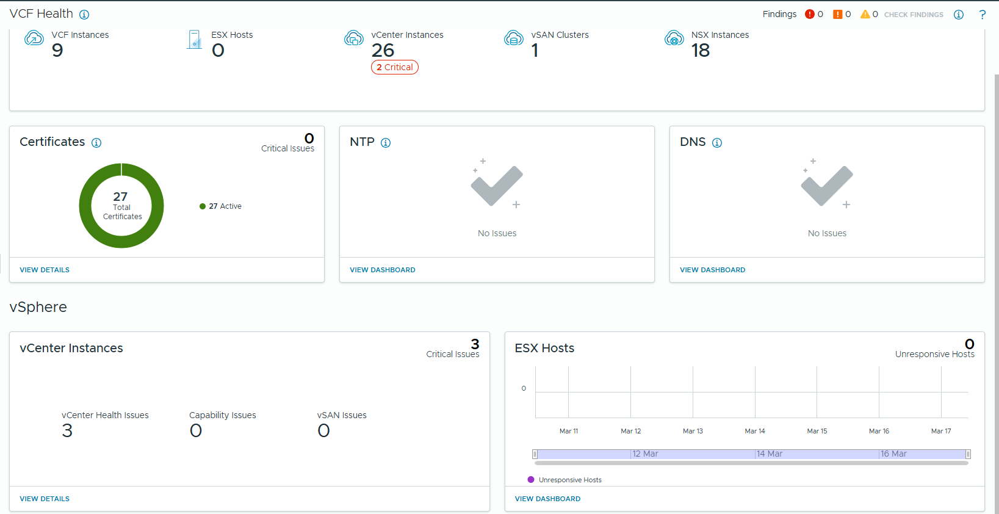 VCF Health
Findings 0 0 0 CHECK FINDINGS ?
VCF Instances
9
ESX Hosts
0
vCenter Instances
26
2 Critical
vSAN Clusters
1
NSX Instances
18
Certificates
0
Critical Issues
27
Total
Certificates
27 Active
VIEW DETAILS
NTP
No Issues
VIEW DASHBOARD
DNS
No Issues
VIEW DASHBOARD
vSphere
vCenter Instances
3
Critical Issues
vCenter Health Issues
3
Capability Issues
0
vSAN Issues
0
VIEW DETAILS
ESX Hosts
0
Unresponsive Hosts
0
Mar 11 Mar 12 Mar 13 Mar 14 Mar 15 Mar 16 Mar 17
12 Mar 14 Mar 16 Mar
Unresponsive Hosts
VIEW DASHBOARD